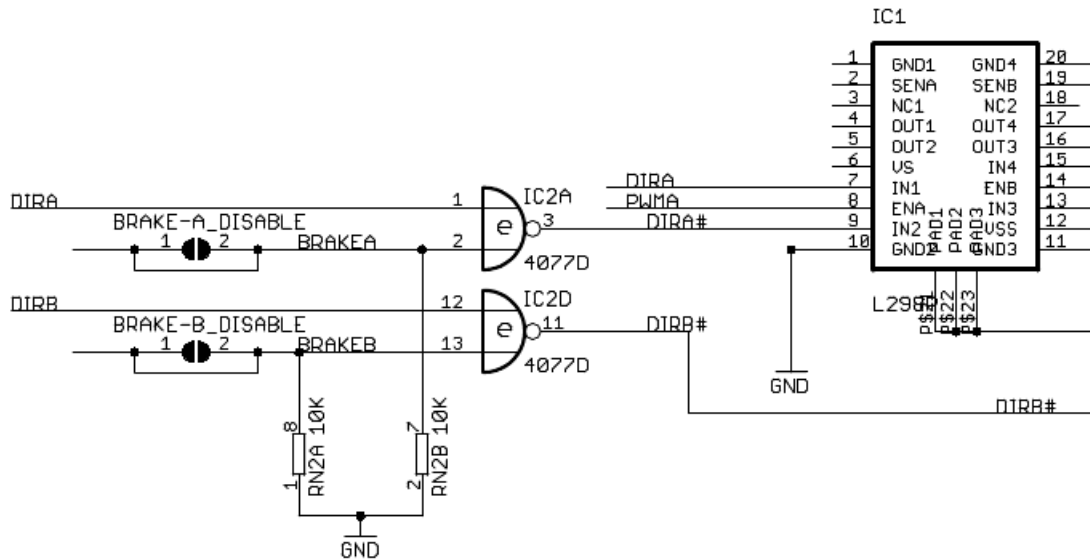 IC1
1 GND1 GND4 20
2 SENA SENB 19
3 NC1 NC2 18
4 OUT1 OUT4 17
5 OUT2 OUT3 16
6 VS IN4 15
DIRA 7 IN1 ENB 14
PWMA 8 ENA IN3 13
DIRA# 9 IN2 VSS 12
10 GND2 GND3 11
PAD1 PAD2 PAD3
P$21 P$22 P$23
DIRA 1 IC2A
BRAKE-A_DISABLE
1 2 BRAKEA 2 e 3
4077D
DIRB 12 IC2D
BRAKE-B_DISABLE
1 2 BRAKEB 13 e 11 DIRB#
4077D
GND
DIRB#
8 RN2A 10K 1
7 RN2B 10K 2
GND